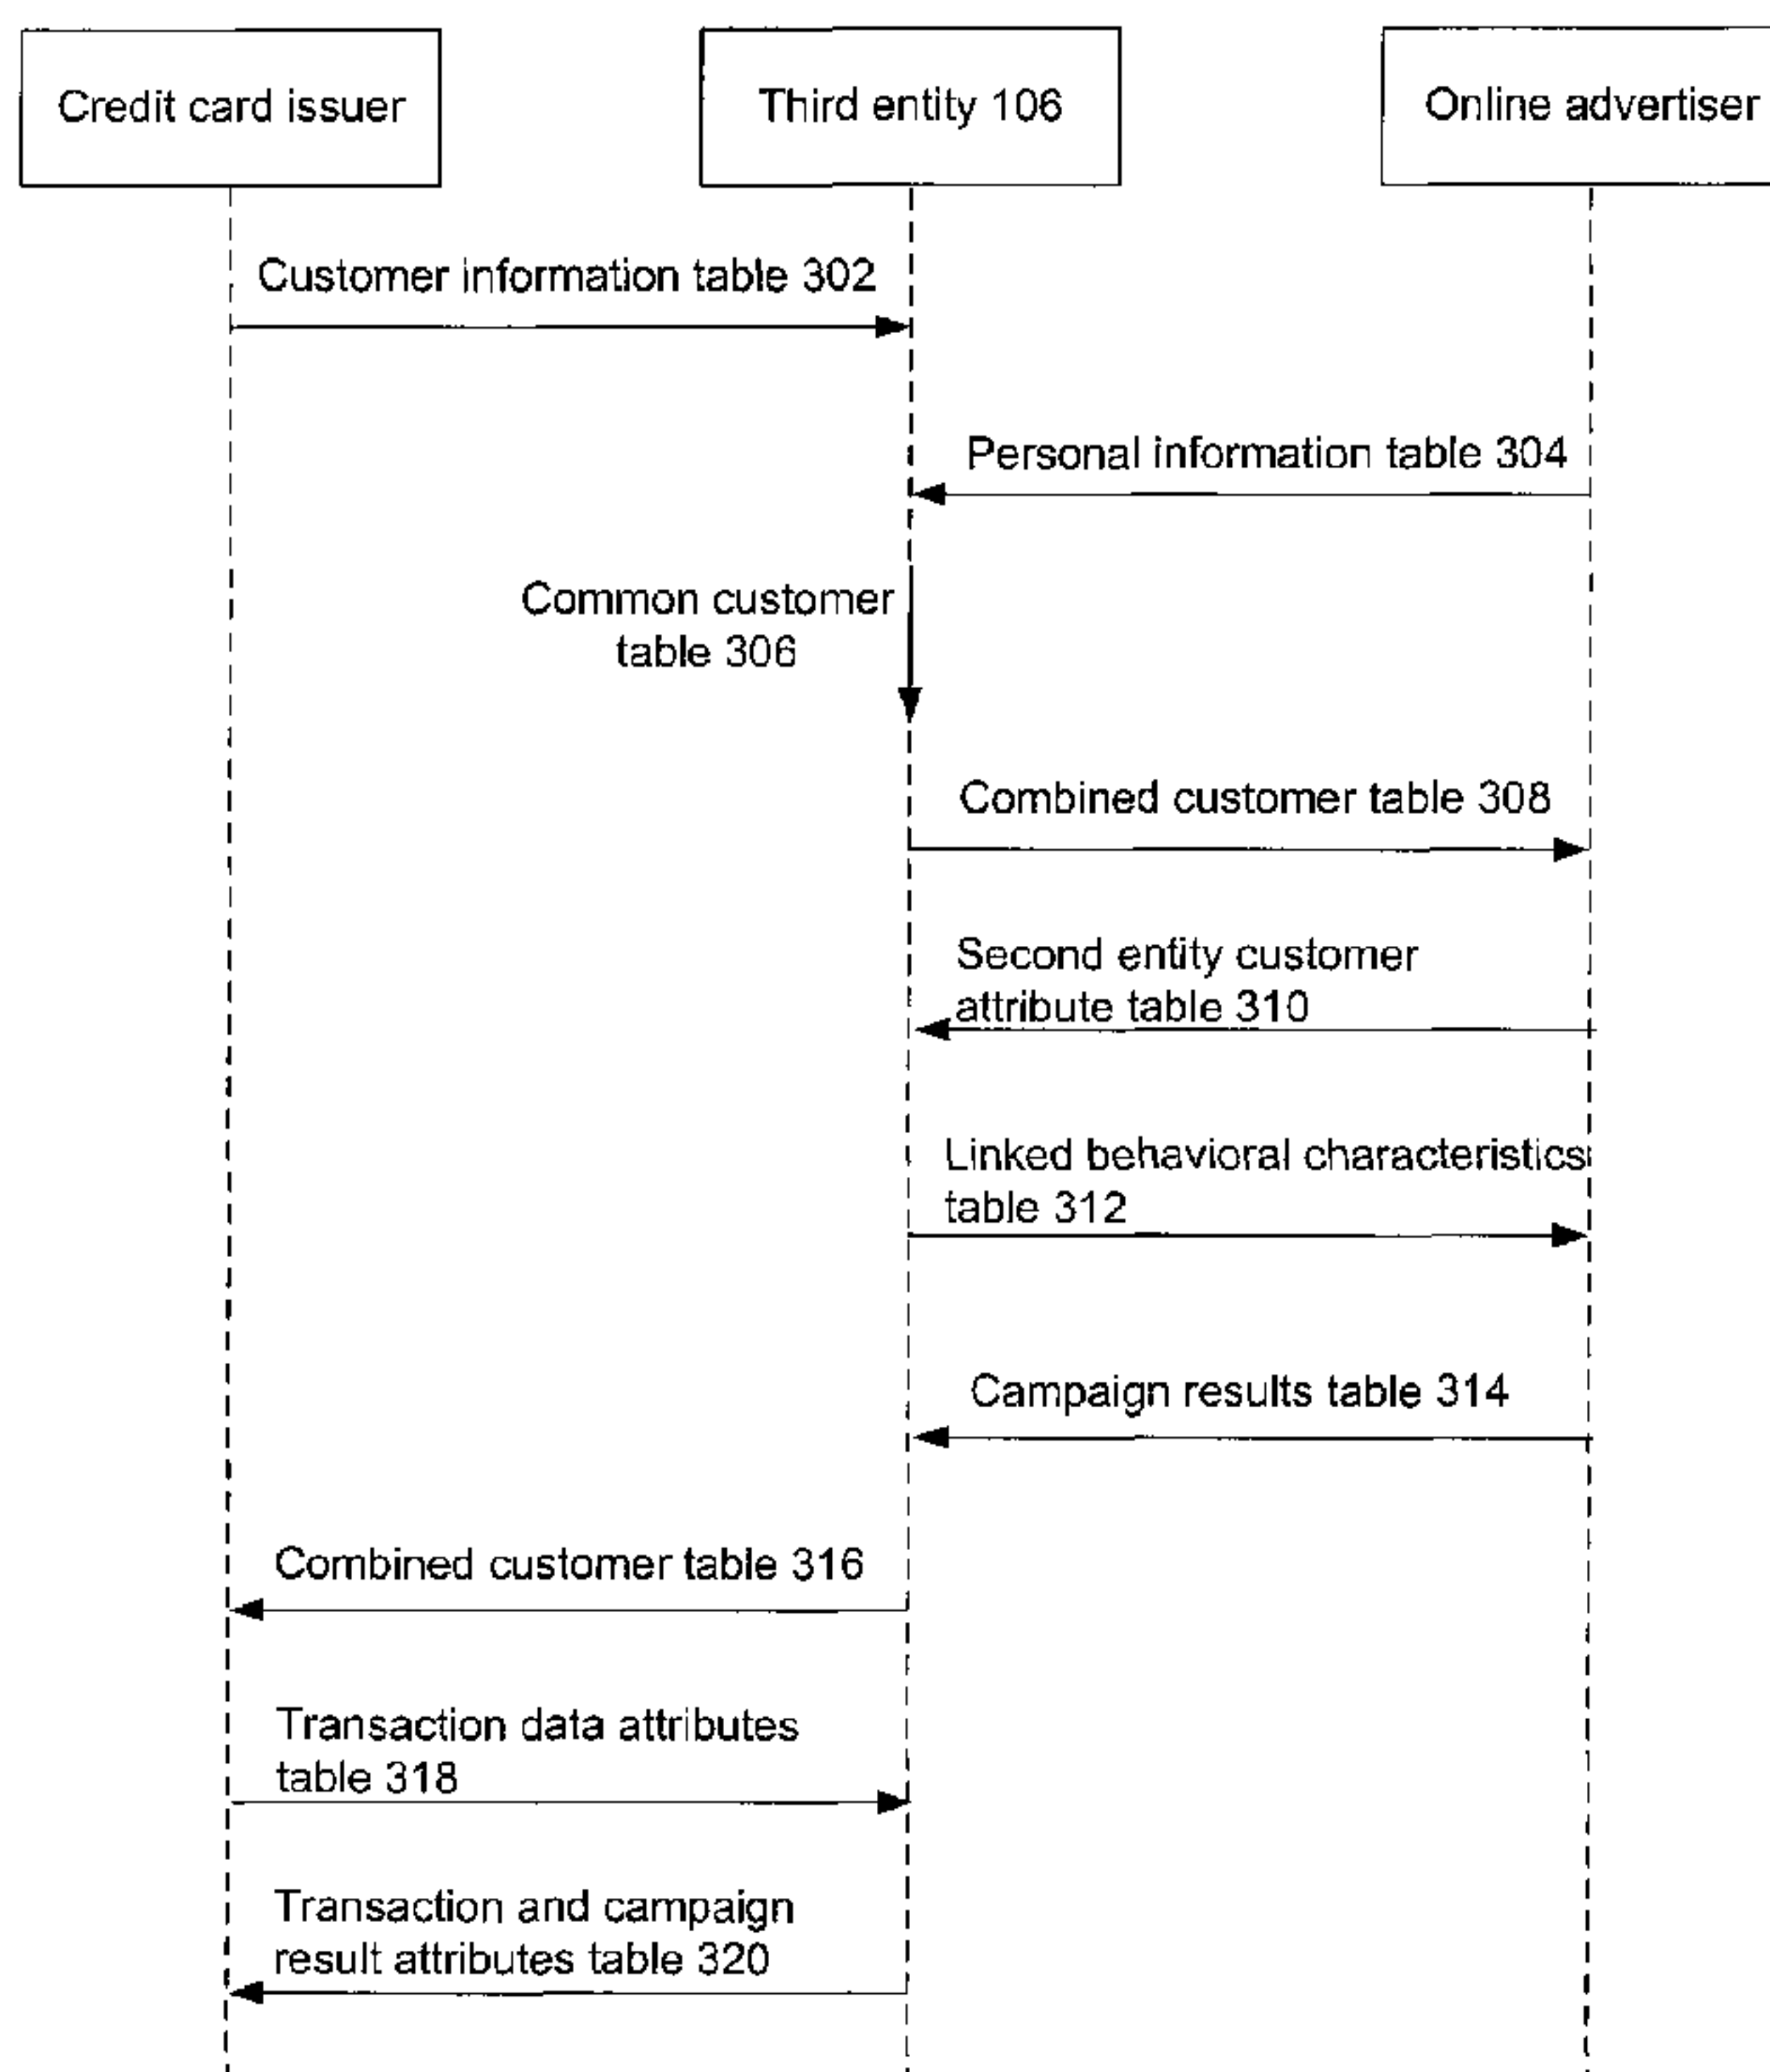 Credit card issuer
Third entity 106
Online advertiser
Customer information table 302
Personal information table 304
Common customer
table 306
Combined customer table 308
Second entity customer
attribute table 310
Linked behavioral characteristics
table 312
Campaign results table 314
Combined customer table 316
Transaction data attributes
table 318
Transaction and campaign
result attributes table 320